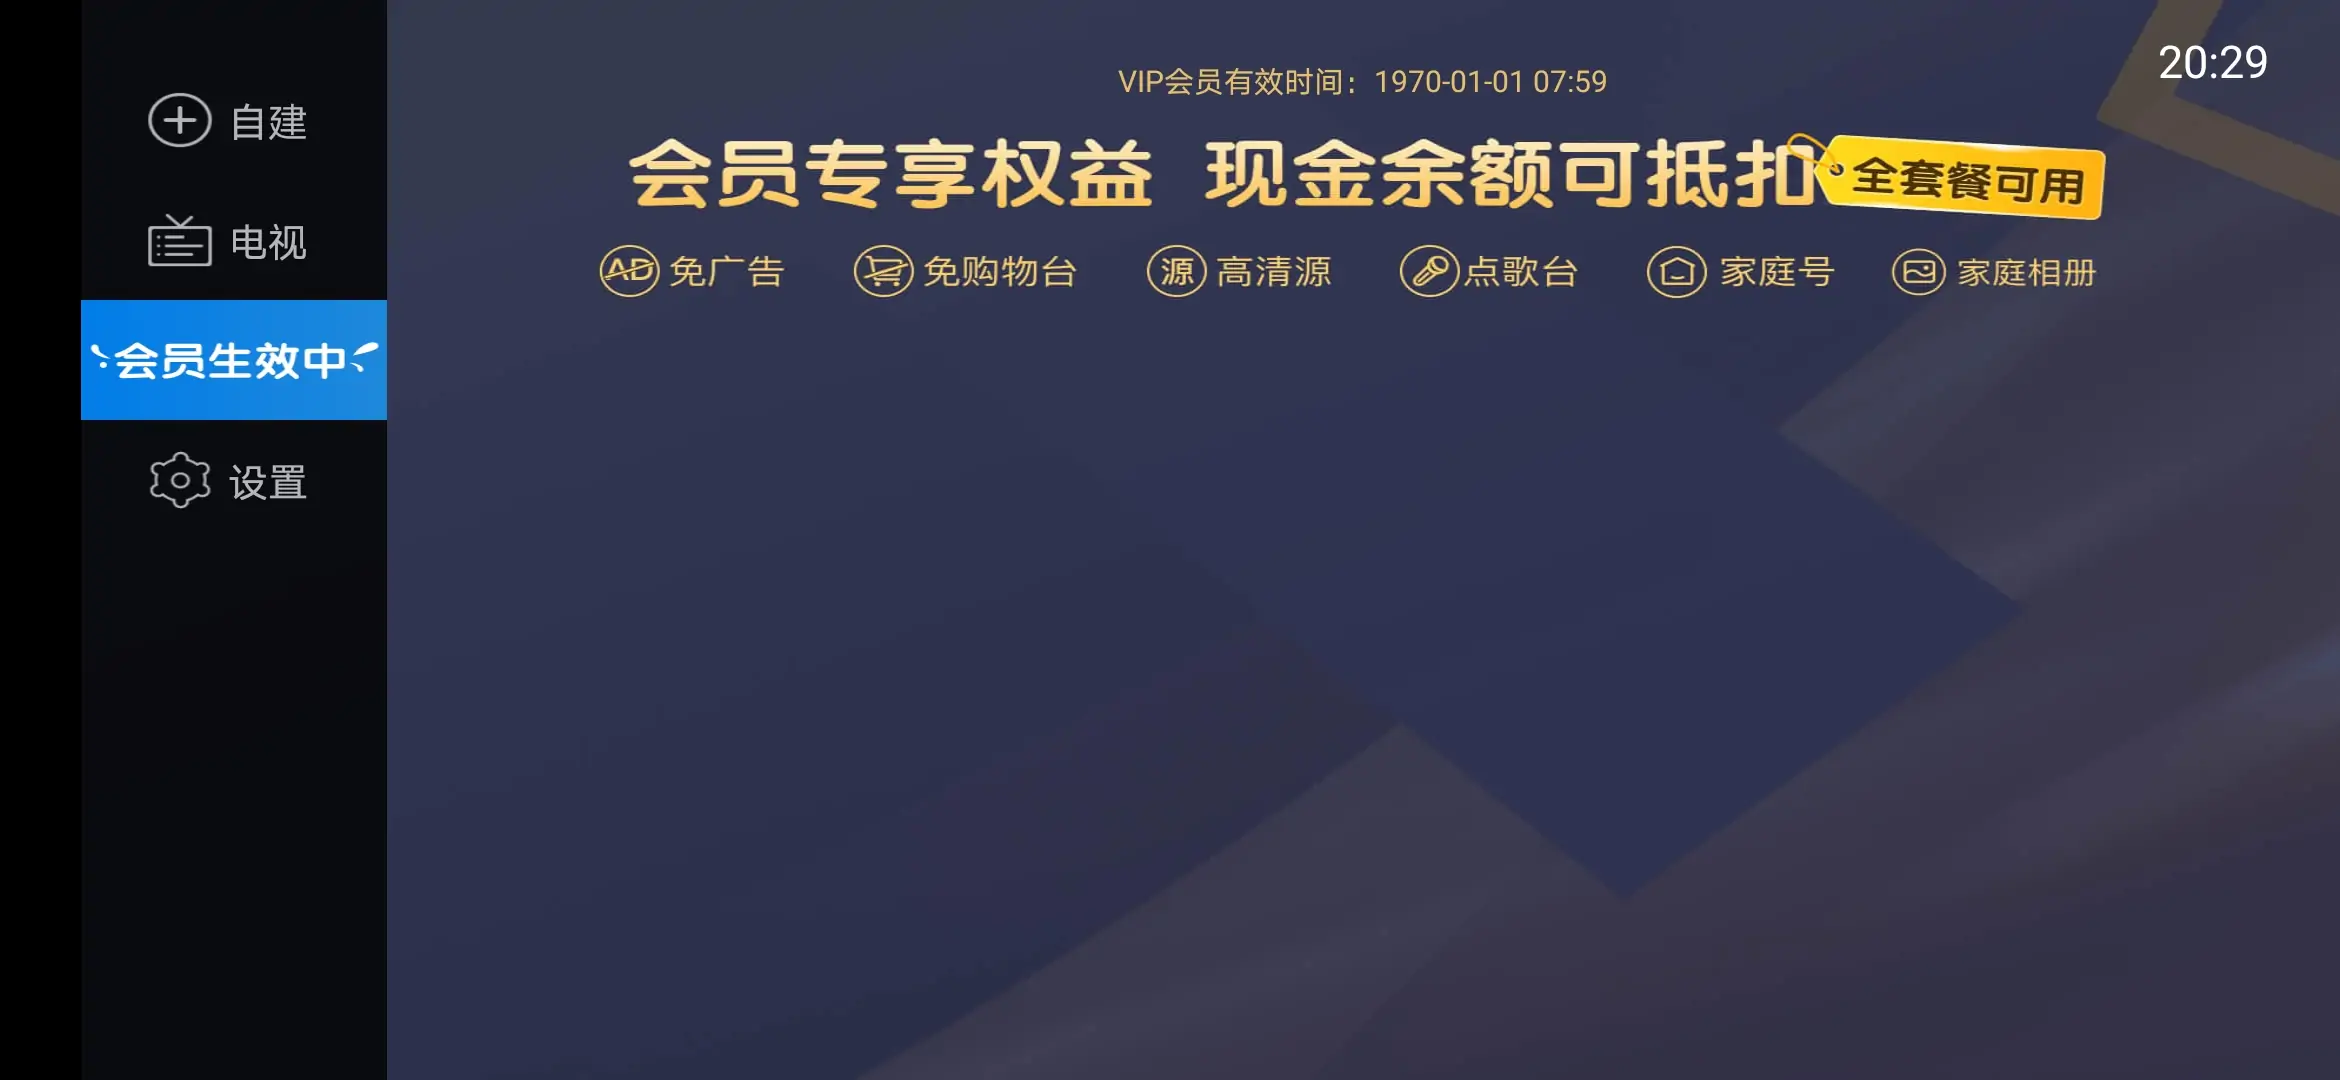 自建
电视
会员生效中
设置
20:29
VIP会员有效时间：1970-01-01 07:59
会员专享权益 现金余额可抵扣 全套餐可用
AD 免广告 免购物台 源 高清源 点歌台 家庭号 家庭相册